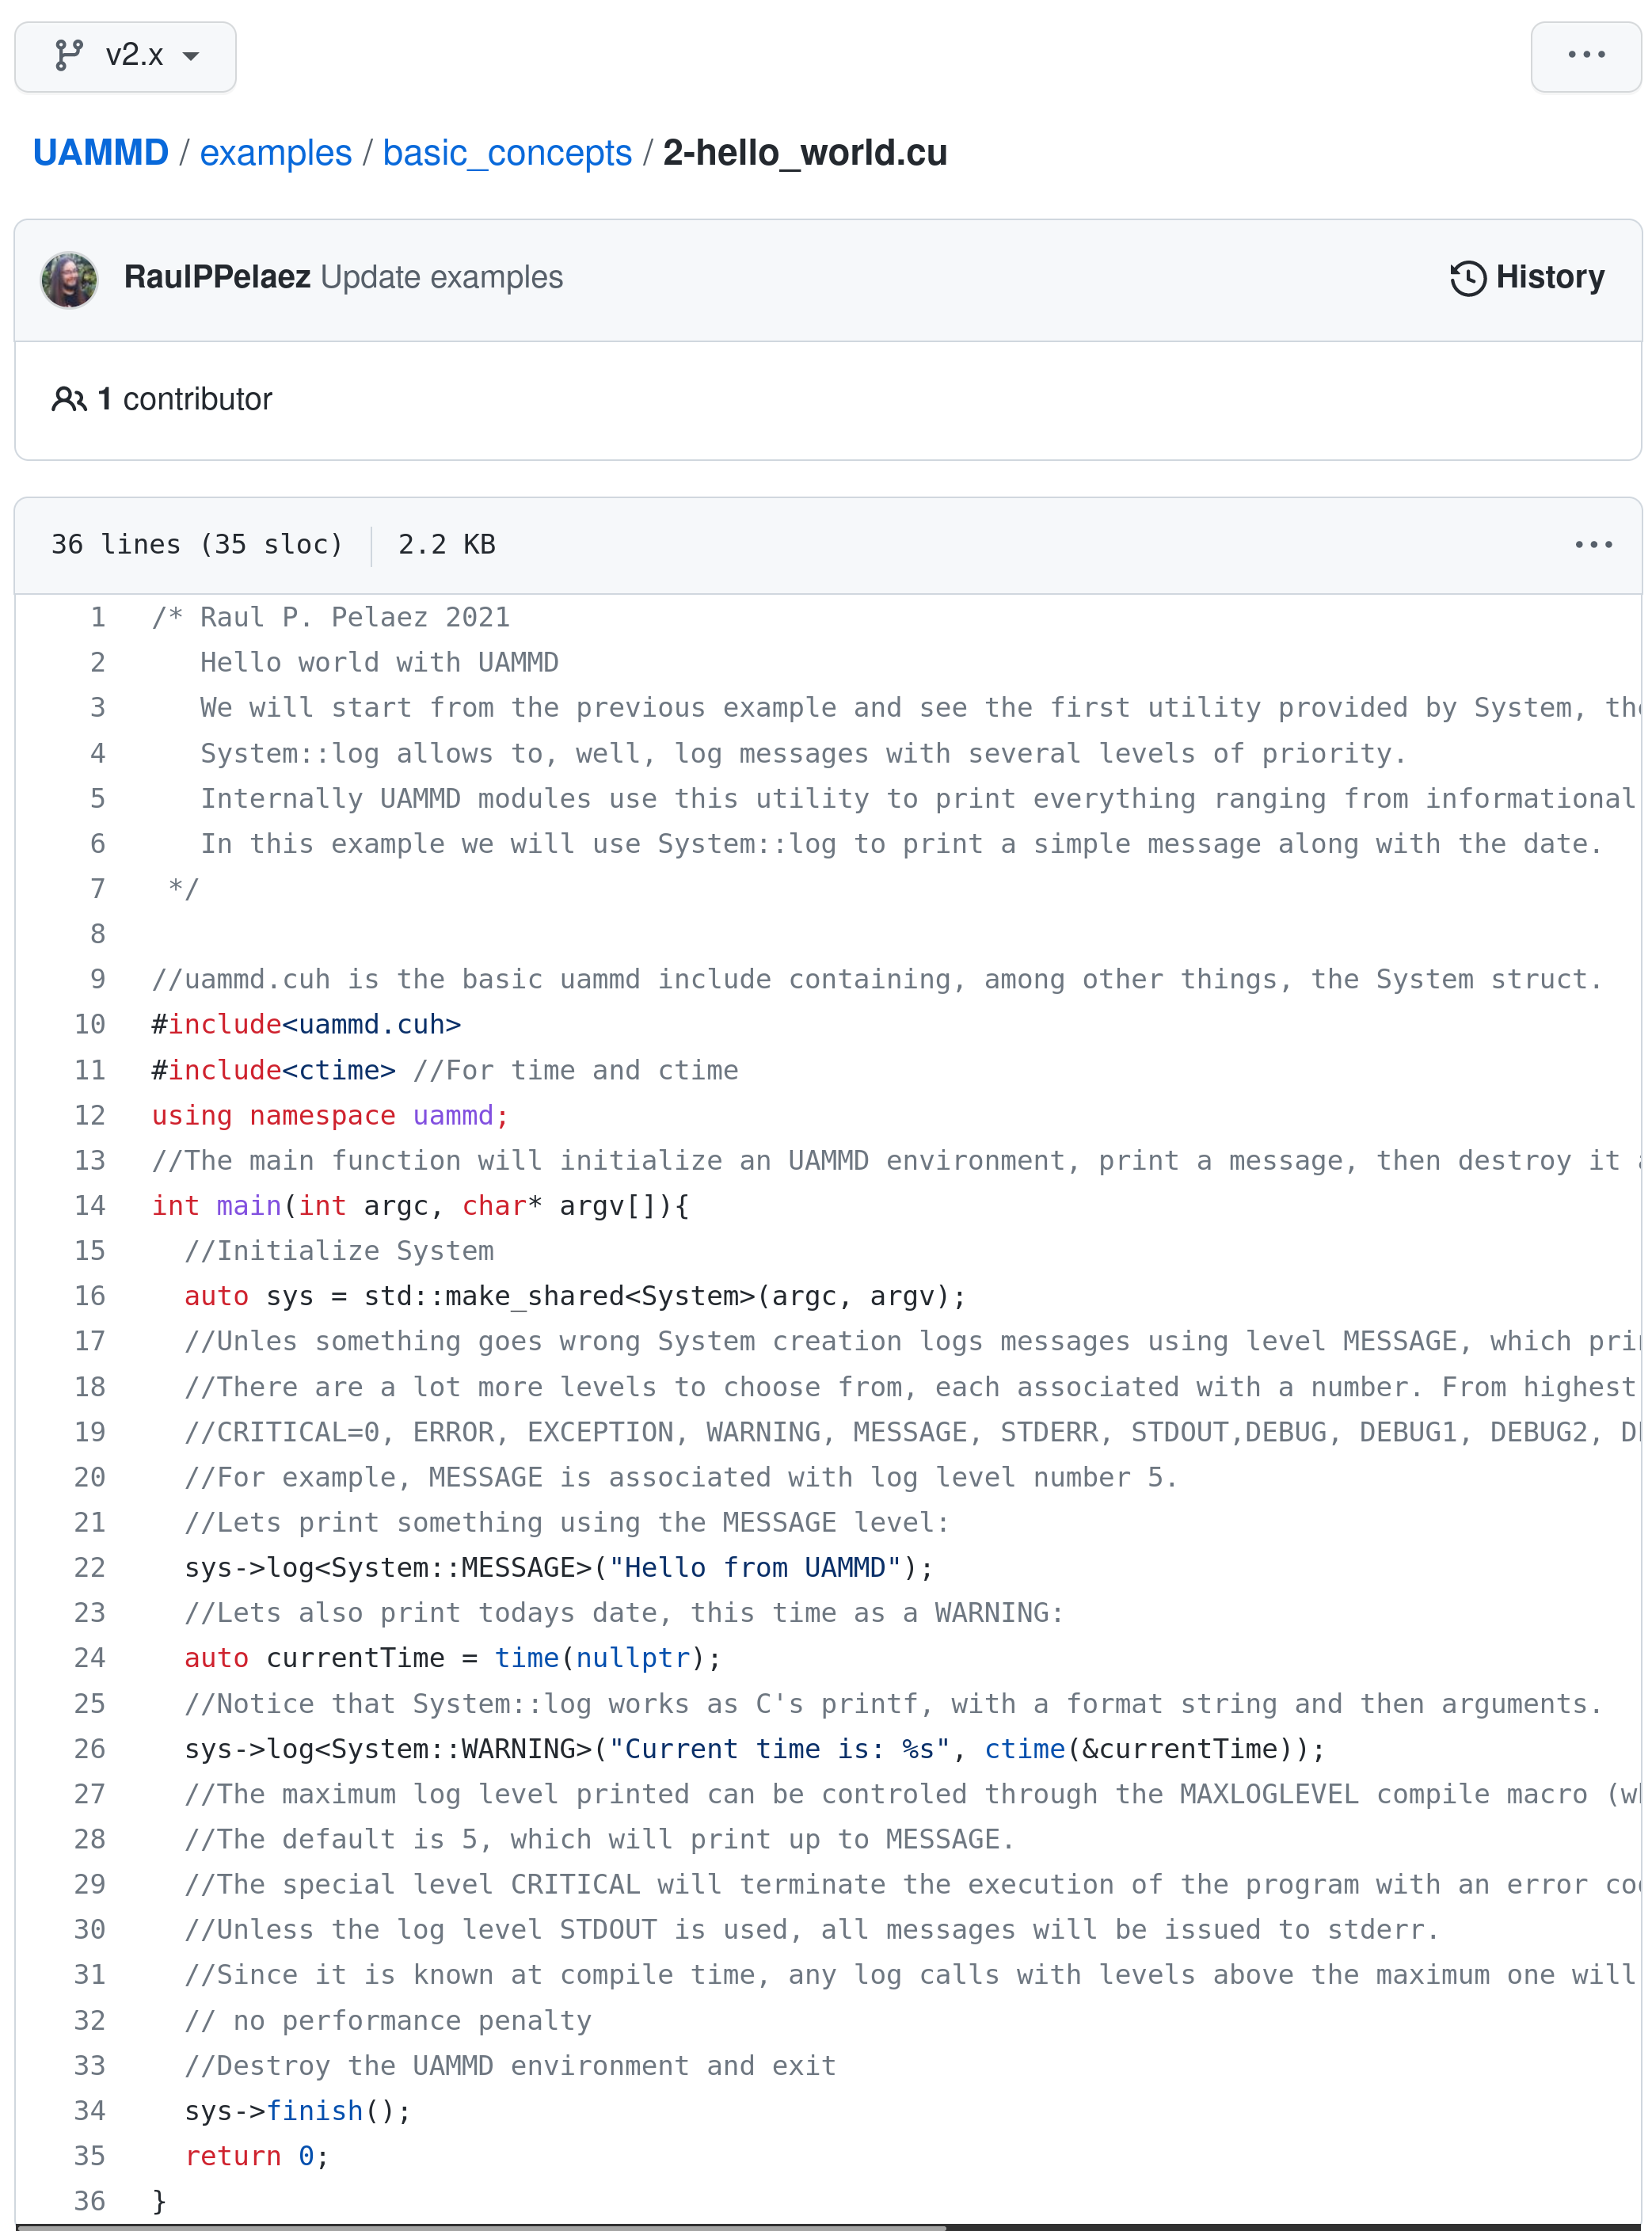 v2.x
UAMMD / examples / basic_concepts / 2-hello_world.cu
RaulPPelaez Update examples
History
1 contributor
36 lines (35 sloc) 2.2 KB
1 /* Raul P. Pelaez 2021
2 Hello world with UAMMD
3 We will start from the previous example and see the first utility provided by System,
4 System::log allows to, well, log messages with several levels of priority.
5 Internally UAMMD modules use this utility to print everything ranging from informational
6 In this example we will use System::log to print a simple message along with the date.
7 */
8
9 //uammd.cuh is the basic uammd include containing, among other things, the System struct.
10 #include<uammd.cuh>
11 #include<ctime> //For time and ctime
12 using namespace uammd;
13 //The main function will initialize an UAMMD environment, print a message, then destroy it
14 int main(int argc, char* argv[]){
15 //Initialize System
16 auto sys = std::make_shared<System>(argc, argv);
17 //Unles something goes wrong System creation logs messages using level MESSAGE, which
18 //There are a lot more levels to choose from, each associated with a number. From highest
19 //CRITICAL=0, ERROR, EXCEPTION, WARNING, MESSAGE, STDERR, STDOUT,DEBUG, DEBUG1, DEBUG2,
20 //For example, MESSAGE is associated with log level number 5.
21 //Lets print something using the MESSAGE level:
22 sys->log<System::MESSAGE>("Hello from UAMMD");
23 //Lets also print todays date, this time as a WARNING:
24 auto currentTime = time(nullptr);
25 //Notice that System::log works as C's printf, with a format string and then arguments.
26 sys->log<System::WARNING>("Current time is: %s", ctime(&currentTime));
27 //The maximum log level printed can be controled through the MAXLOGLEVEL compile macro
28 //The default is 5, which will print up to MESSAGE.
29 //The special level CRITICAL will terminate the execution of the program with an error
30 //Unless the log level STDOUT is used, all messages will be issued to stderr.
31 //Since it is known at compile time, any log calls with levels above the maximum one will
32 // no performance penalty
33 //Destroy the UAMMD environment and exit
34 sys->finish();
35 return 0;
36 }